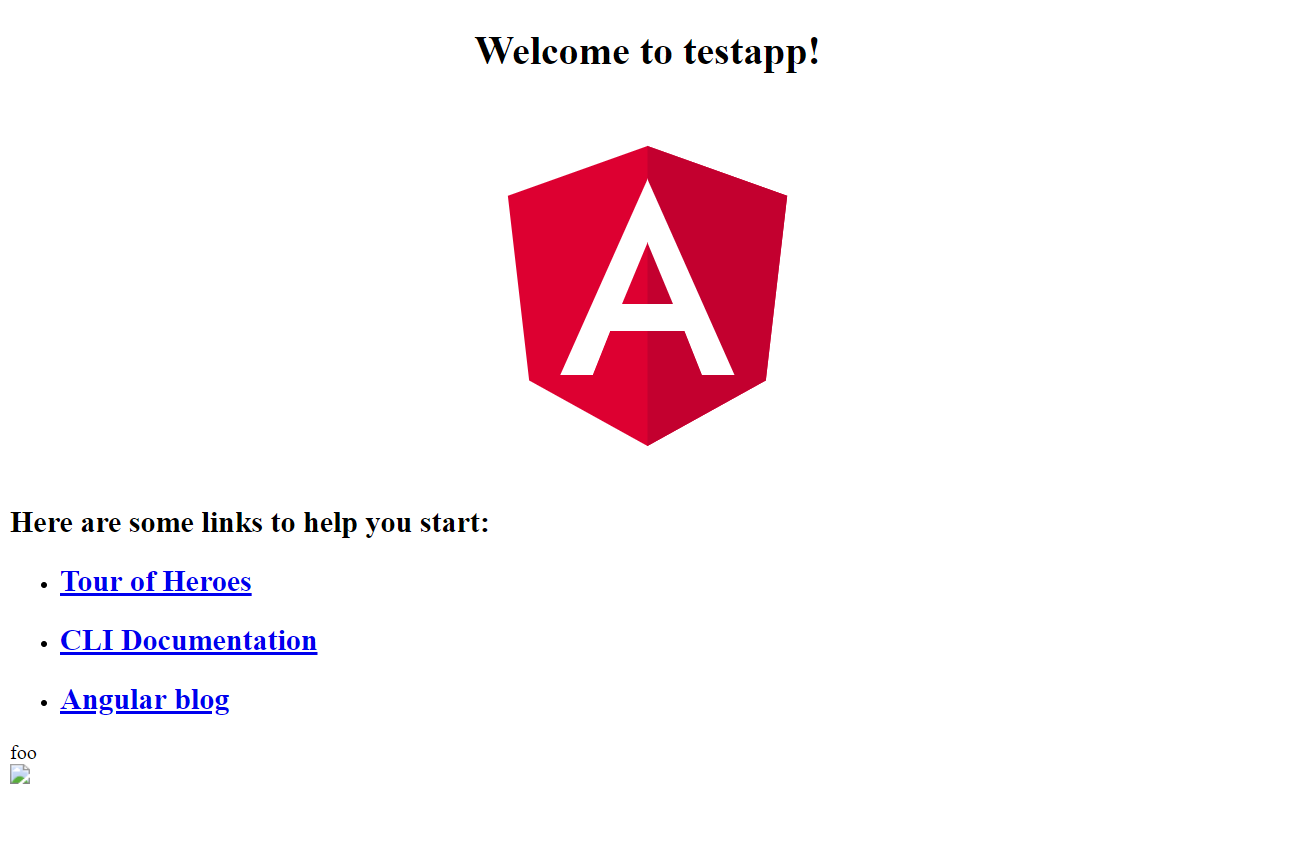 Welcome to testapp!
A
Here are some links to help you start:
Tour of Heroes
CLI Documentation
Angular blog
foo